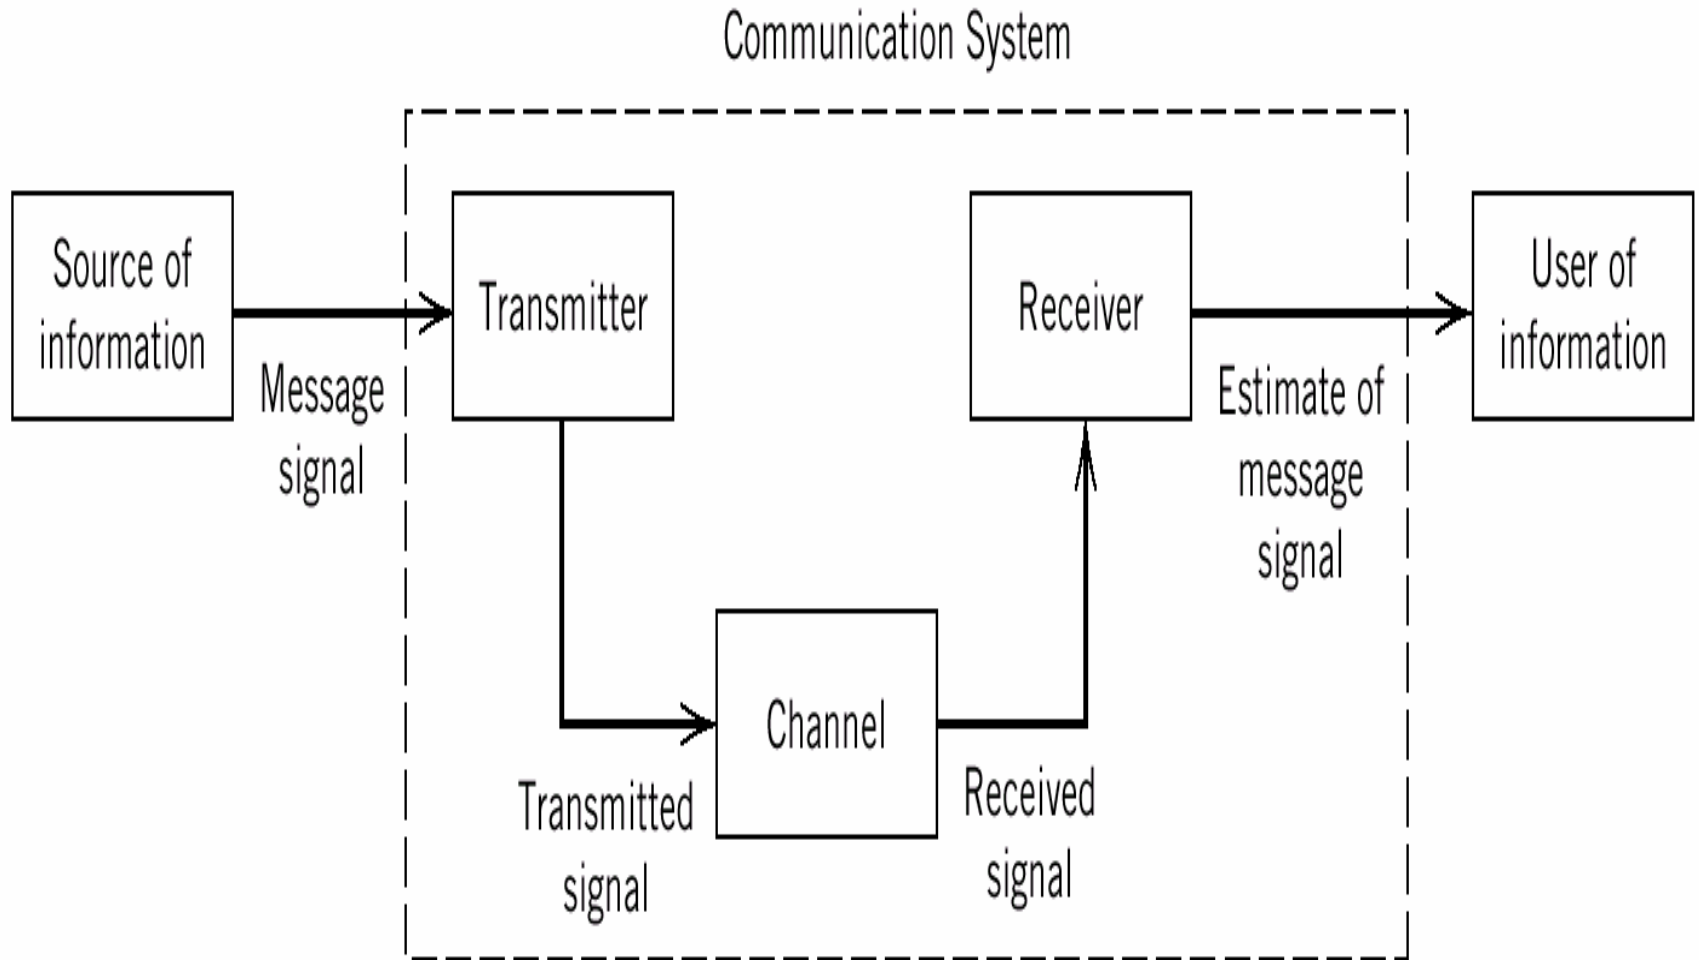 Communication System
Source of
information
Message
signal
Transmitter
Transmitted
signal
Channel
Received
signal
Receiver
Estimate of
message
signal
User of
information